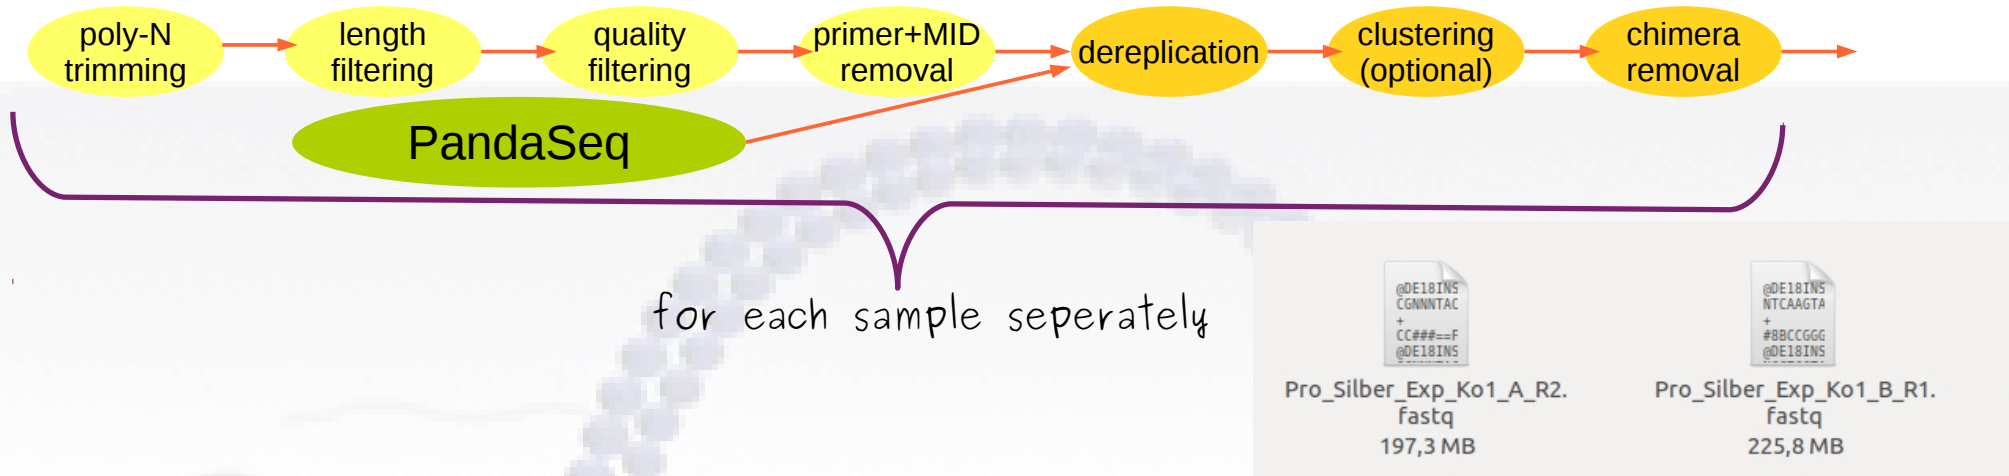 poly-N
trimming
length
filtering
quality
filtering
primer+MID
removal
dereplication
clustering
(optional)
chimera
removal
PandaSeq
for each sample seperately
@DE18INS
CGNNNTAC
+
CC###==F
@DE18INS
Pro_Silber_Exp_Ko1_A_R2.
fastq
197,3 MB
@DE18INS
NTCAAGTA
+
#8BCCGGG
@DE18INS
Pro_Silber_Exp_Ko1_B_R1.
fastq
225,8 MB